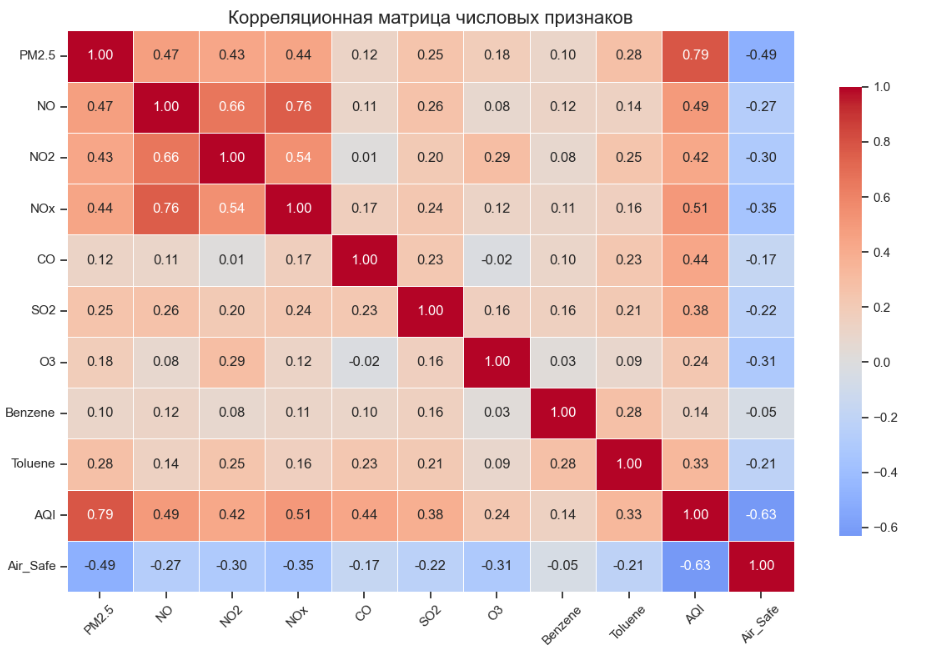 Корреляционная матрица числовых признаков
PM2.5 1.00 0.47 0.43 0.44 0.12 0.25 0.18 0.10 0.28 0.79 -0.49
NO 0.47 1.00 0.66 0.76 0.11 0.26 0.08 0.12 0.14 0.49 -0.27
NO2 0.43 0.66 1.00 0.54 0.01 0.20 0.29 0.08 0.25 0.42 -0.30
NOx 0.44 0.76 0.54 1.00 0.17 0.24 0.12 0.11 0.16 0.51 -0.35
CO 0.12 0.11 0.01 0.17 1.00 0.23 -0.02 0.10 0.23 0.44 -0.17
SO2 0.25 0.26 0.20 0.24 0.23 1.00 0.16 0.16 0.21 0.38 -0.22
O3 0.18 0.08 0.29 0.12 -0.02 0.16 1.00 0.03 0.09 0.24 -0.31
Benzene 0.10 0.12 0.08 0.11 0.10 0.16 0.03 1.00 0.28 0.14 -0.05
Toluene 0.28 0.14 0.25 0.16 0.23 0.21 0.09 0.28 1.00 0.33 -0.21
AQI 0.79 0.49 0.42 0.51 0.44 0.38 0.24 0.14 0.33 1.00 -0.63
Air_Safe -0.49 -0.27 -0.30 -0.35 -0.17 -0.22 -0.31 -0.05 -0.21 -0.63 1.00
PM2.5 NO NO2 NOx CO SO2 O3 Benzene Toluene AQI Air_Safe
1.0
0.8
0.6
0.4
0.2
0.0
−0.2
−0.4
−0.6